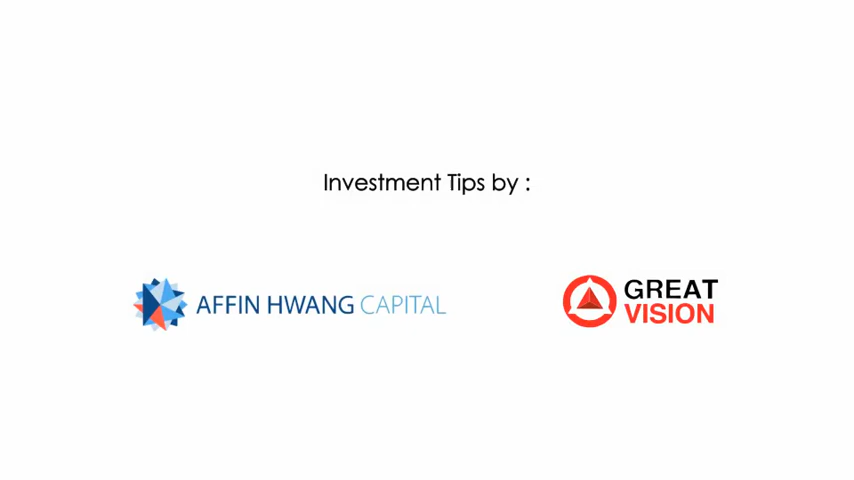 Investment Tips by :
AFFIN HWANG CAPITAL
GREAT
VISION